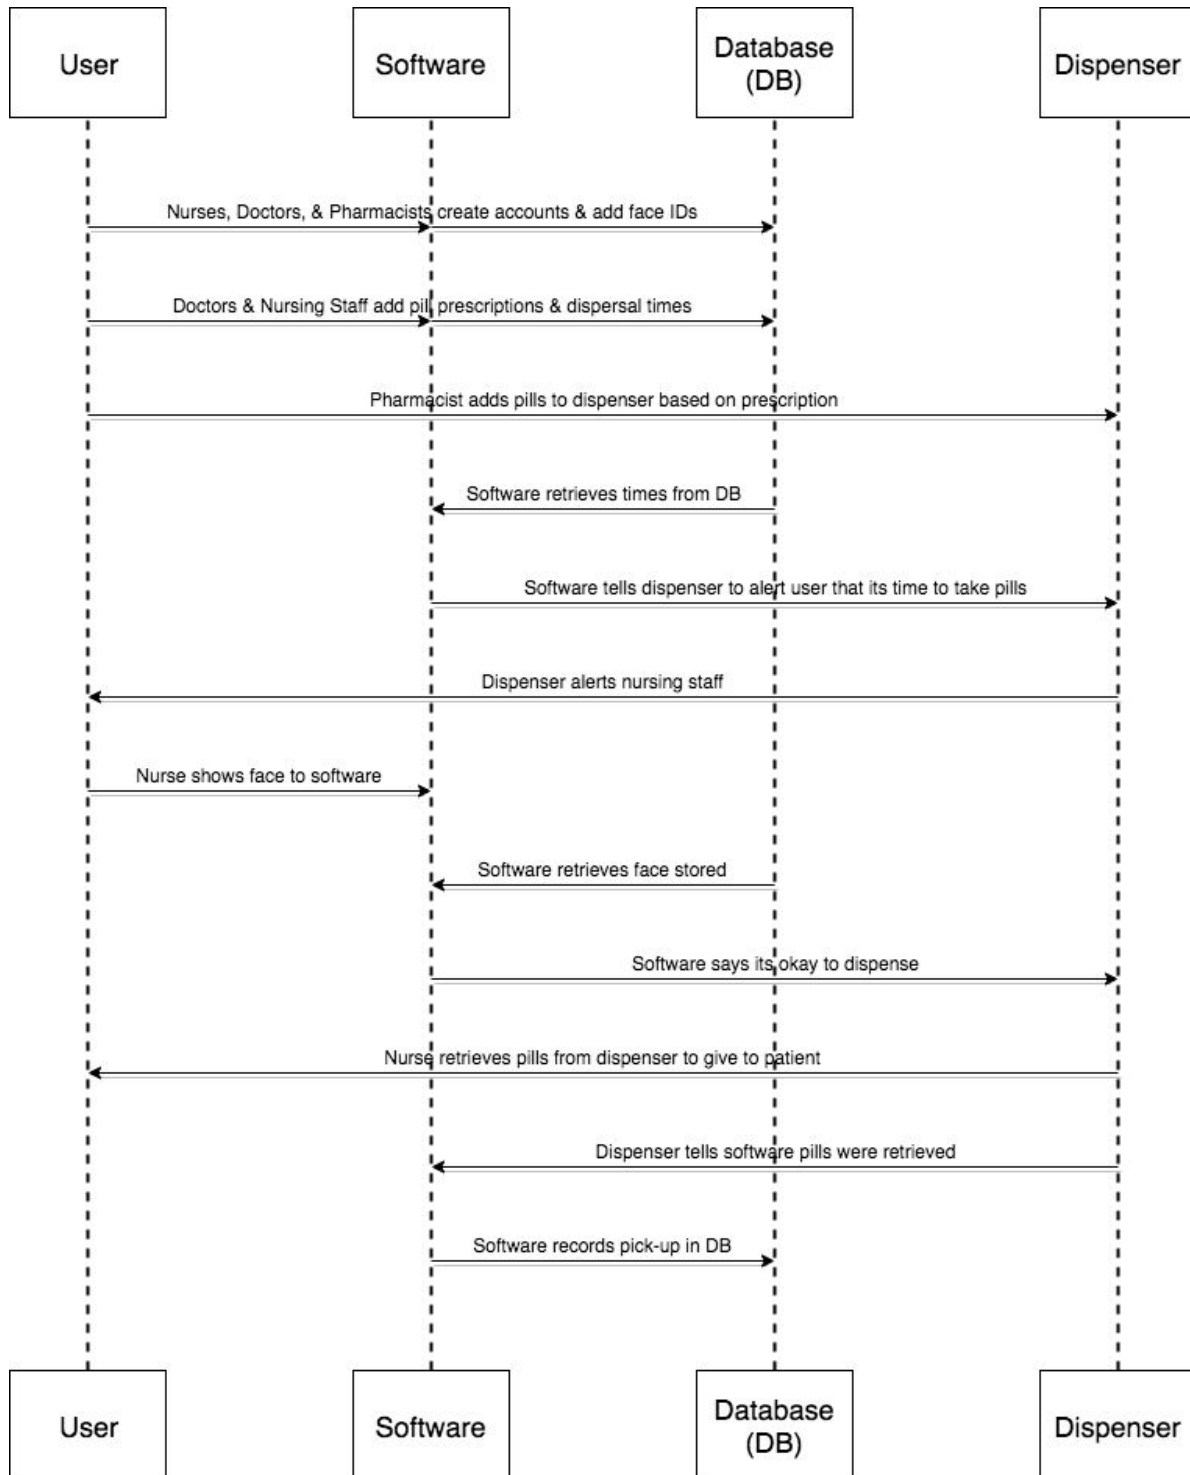 User
Software
Database
(DB)
Dispenser
Nurses, Doctors, & Pharmacists create accounts & add face IDs
Doctors & Nursing Staff add pill prescriptions & dispersal times
Pharmacist adds pills to dispenser based on prescription
Software retrieves times from DB
Software tells dispenser to alert user that its time to take pills
Dispenser alerts nursing staff
Nurse shows face to software
Software retrieves face stored
Software says its okay to dispense
Nurse retrieves pills from dispenser to give to patient
Dispenser tells software pills were retrieved
Software records pick-up in DB
User
Software
Database
(DB)
Dispenser